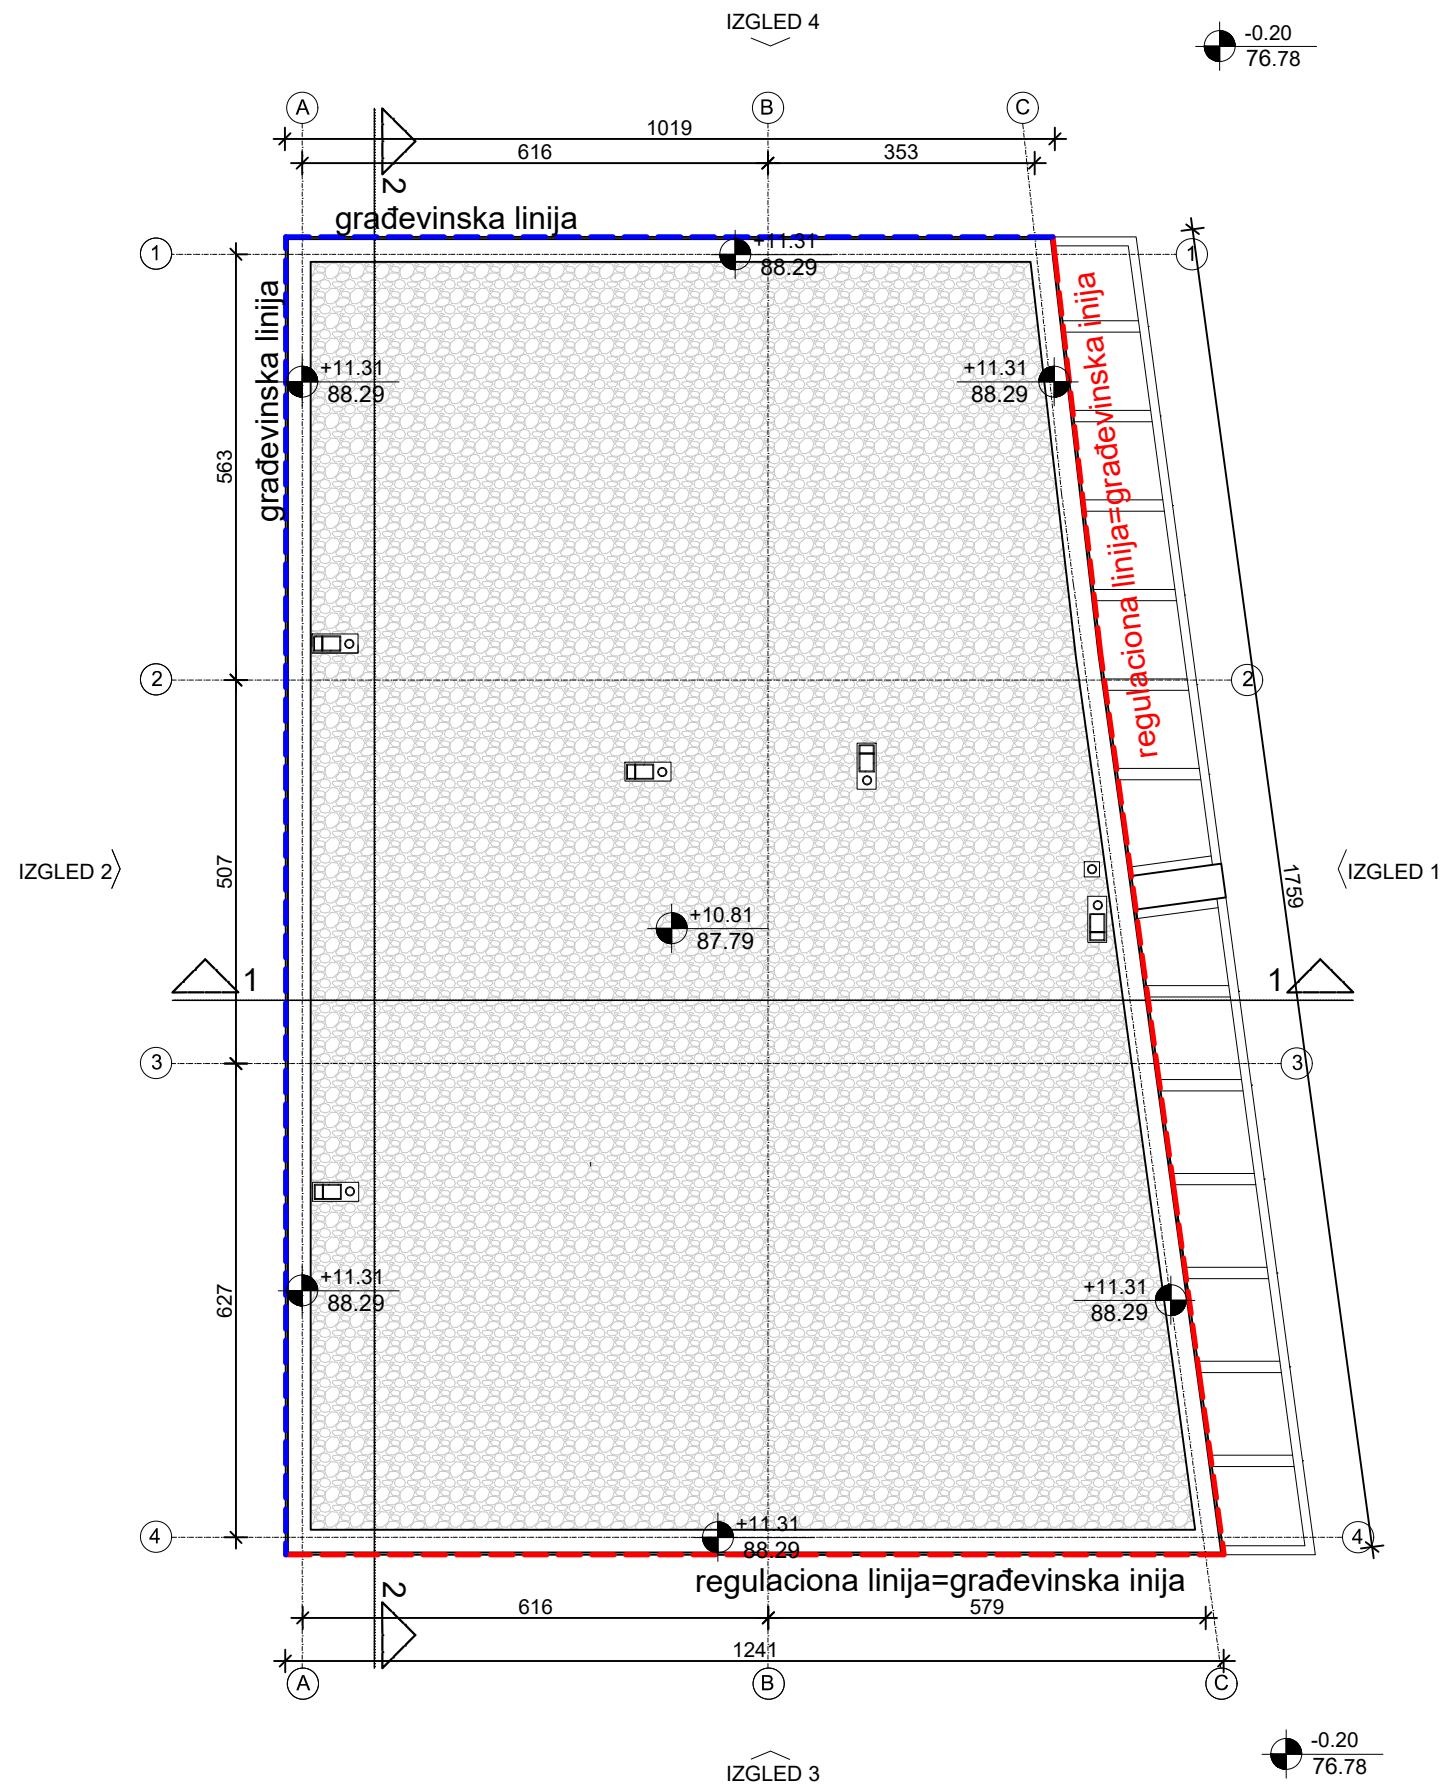 IZGLED 4
-0.20
76.78
A
B
C
1019
616
353
2
građevinska linija
1
+11.31
88.29
1
građevinska linija
regulaciona linija=građevinska inija
+11.31
88.29
+11.31
88.29
563
2
2
IZGLED 2
507
1759
IZGLED 1
+10.81
87.79
1
1
3
3
+11.31
88.29
+11.31
88.29
627
4
+11.31
88.29
4
regulaciona linija=građevinska inija
2
616
579
1241
A
B
C
-0.20
76.78
IZGLED 3